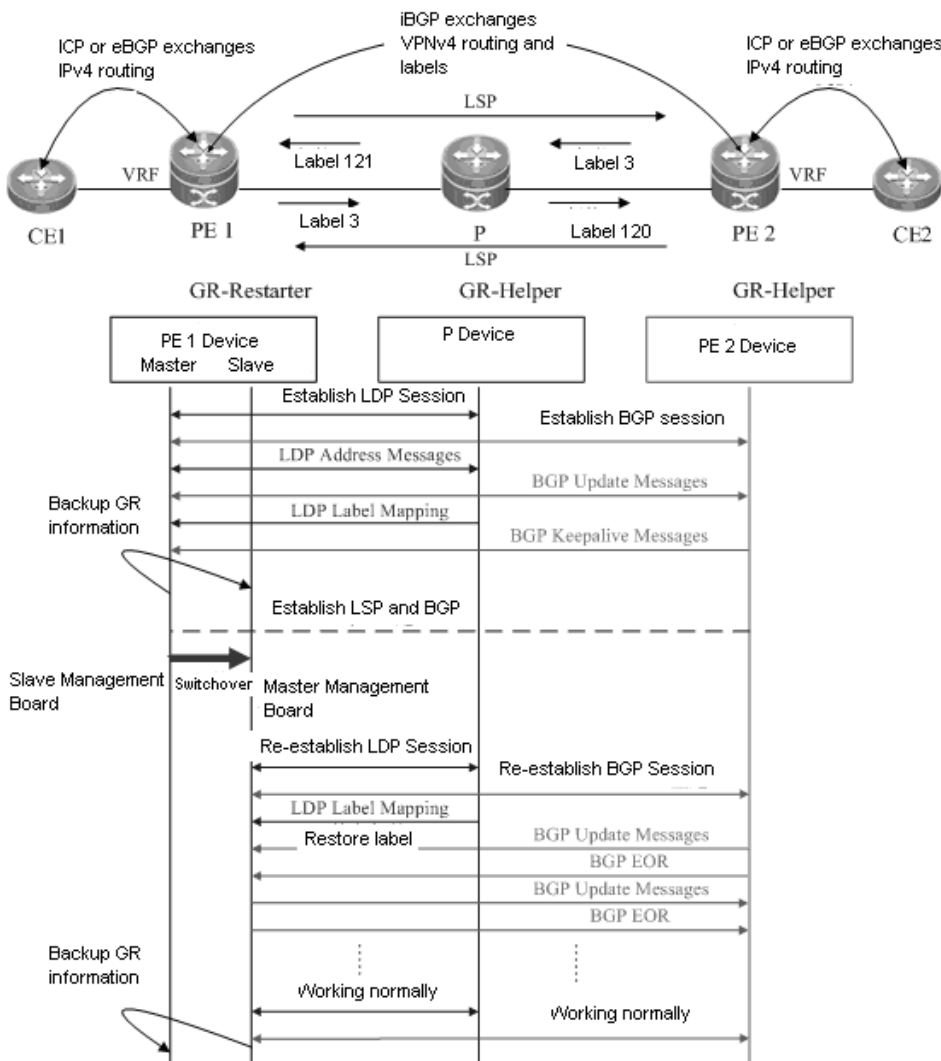 iBGP exchanges
VPNv4 routing and
labels
ICP or eBGP exchanges
IPv4 routing
ICP or eBGP exchanges
IPv4 routing
LSP
Label 121
Label 3
VRF
VRF
CE1
PE 1
Label 3
P
Label 120
PE 2
CE2
LSP
GR-Restarter
GR-Helper
GR-Helper
PE 1 Device
Master Slave
P Device
PE 2 Device
Establish LDP Session
Establish BGP session
LDP Address Messages
BGP Update Messages
Backup GR
information
LDP Label Mapping
BGP Keepalive Messages
Establish LSP and BGP
Slave Management
Board
Switchover
Master Management
Board
Re-establish LDP Session
Re-establish BGP Session
LDP Label Mapping
Restore label
BGP Update Messages
BGP EOR
BGP Update Messages
BGP EOR
Backup GR
information
Working normally
Working normally